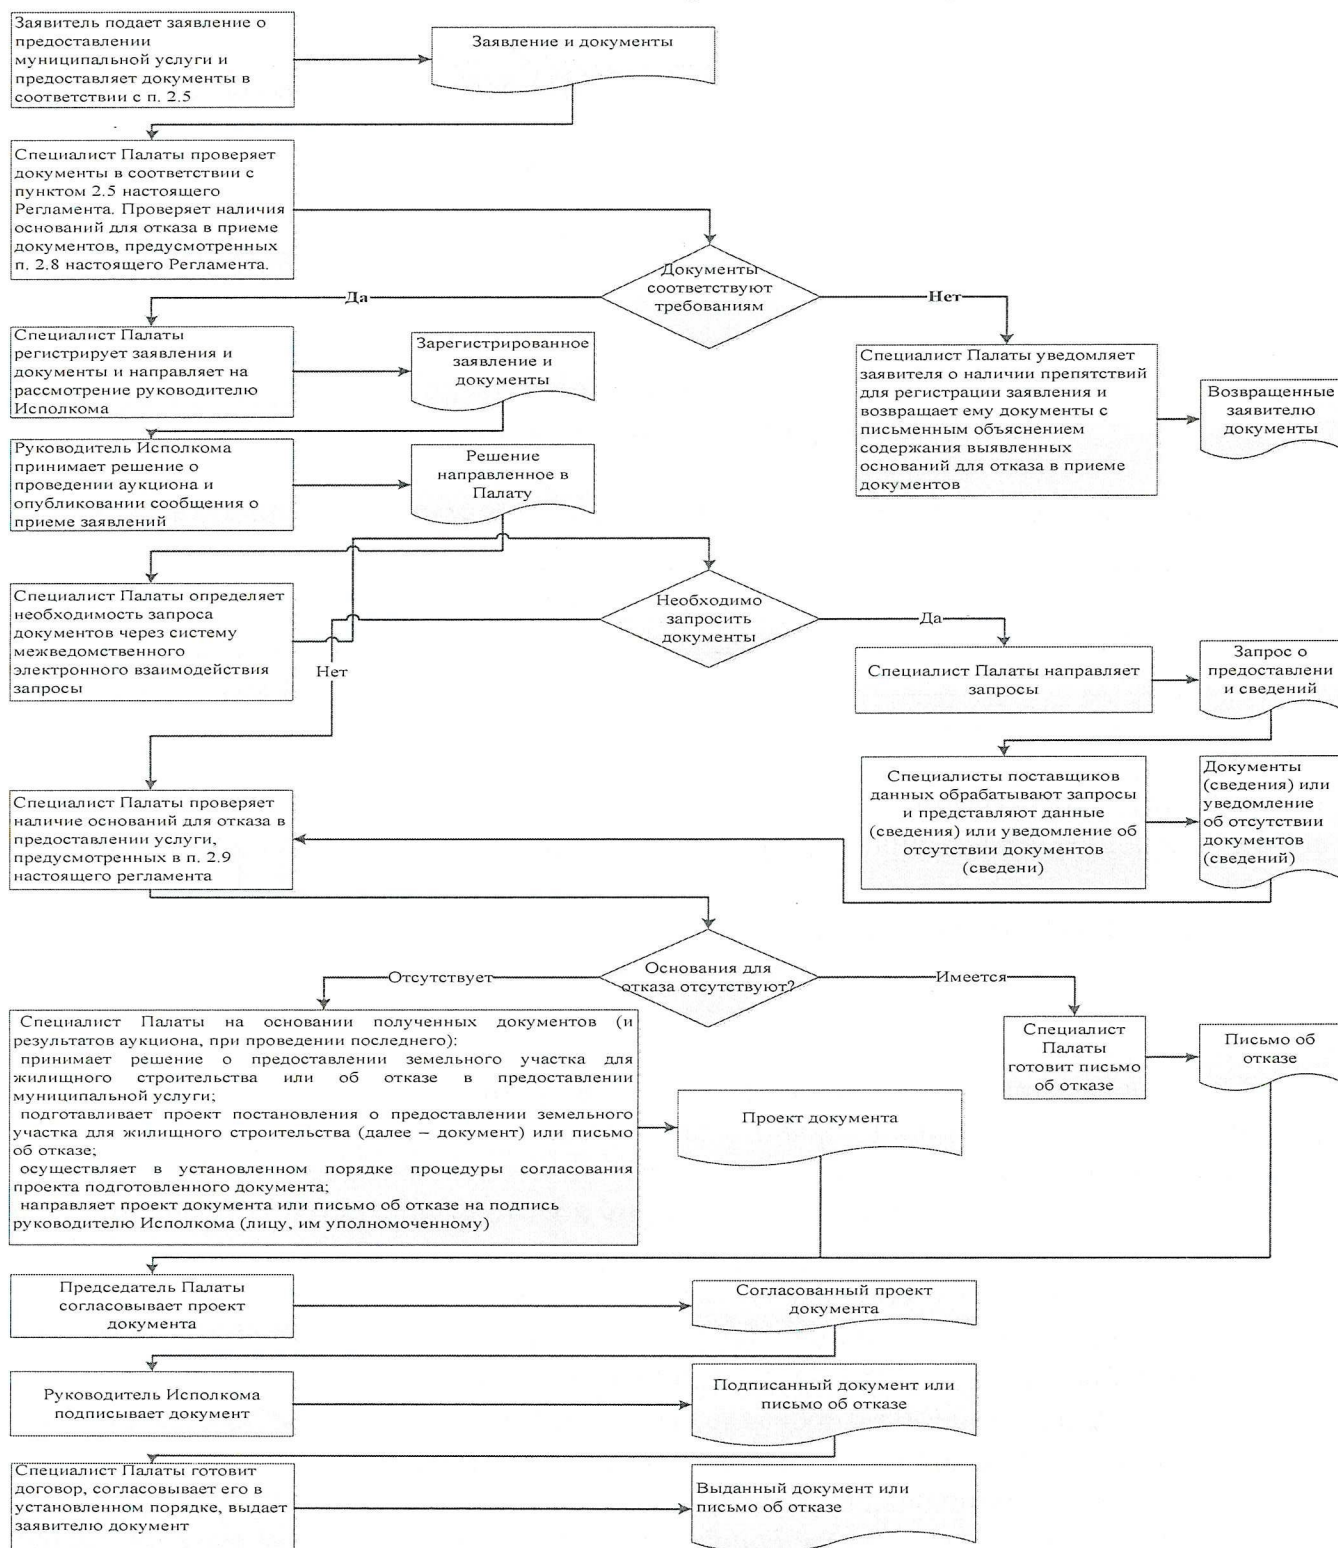 Заявитель подает заявление о
предоставлении
муниципальной услуги и
предоставляет документы в
соответствии с п. 2.5
Заявление и документы
Специалист Палаты проверяет
документы в соответствии с
пунктом 2.5 настоящего
Регламента. Проверяет наличия
оснований для отказа в приеме
документов, предусмотренных
п. 2.8 настоящего Регламента.
Документы
соответствуют
требованиям
Да
Нет
Специалист Палаты
регистрирует заявления и
документы и направляет на
рассмотрение руководителю
Исполкома
Зарегистрированное
заявление и
документы
Специалист Палаты уведомляет
заявителя о наличии препятствий
для регистрации заявления и
возвращает ему документы с
письменным объяснением
содержания выявленных
оснований для отказа в приеме
документов
Возвращенные
заявителю
документы
Руководитель Исполкома
принимает решение о
проведении аукциона и
опубликовании сообщения о
приеме заявлений
Решение
направленное в
Палату
Специалист Палаты определяет
необходимость запроса
документов через систему
межведомственного
электронного взаимодействия
запросы
Необходимо
запросить
документы
Да
Нет
Специалист Палаты направляет
запросы
Запрос о
предоставлени
и сведений
Специалисты поставщиков
данных обрабатывают запросы
и представляют данные
(сведения) или уведомление об
отсутствии документов
(сведени)
Документы
(сведения) или
уведомление
об отсутствии
документов
(сведений)
Специалист Палаты проверяет
наличие оснований для отказа в
предоставлении услуги,
предусмотренных в п. 2.9
настоящего регламента
Основания для
отказа отсутствуют?
Отсутствует
Имеется
Специалист Палаты на основании полученных документов (и
результатов аукциона, при проведении последнего):
принимает решение о предоставлении земельного участка для
жилищного строительства или об отказе в предоставлении
муниципальной услуги;
подготавливает проект постановления о предоставлении земельного
участка для жилищного строительства (далее – документ) или письмо
об отказе;
осуществляет в установленном порядке процедуры согласования
проекта подготовленного документа;
направляет проект документа или письмо об отказе на подпись
руководителю Исполкома (лицу, им уполномоченному)
Проект документа
Специалист
Палаты
готовит письмо
об отказе
Письмо об
отказе
Председатель Палаты
согласовывает проект
документа
Согласованный проект
документа
Руководитель Исполкома
подписывает документ
Подписанный документ или
письмо об отказе
Специалист Палаты готовит
договор, согласовывает его в
установленном порядке, выдает
заявителю документ
Выданный документ или
письмо об отказе